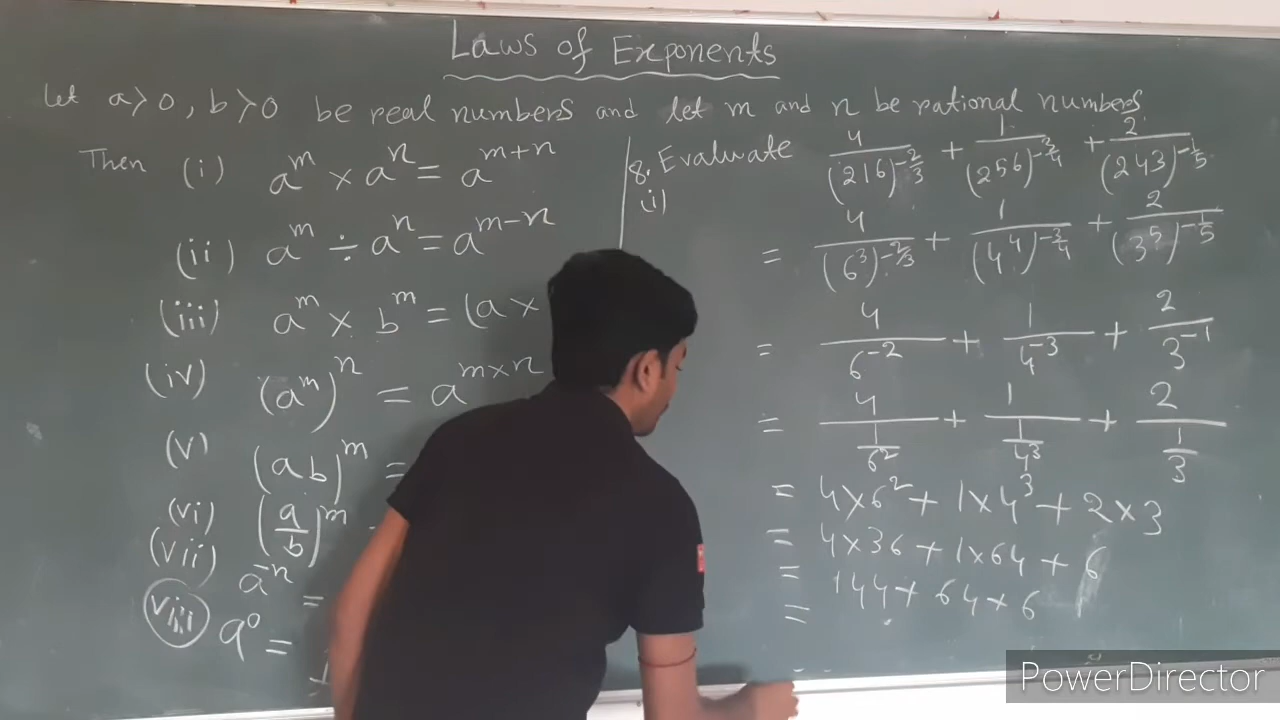 Laws of Exponents
Let a > 0, b > 0 be real numbers and let m and n be rational numbers
Then (i) a^m × a^n = a^(m+n)
(ii) a^m ÷ a^n = a^(m-n)
(iii) a^m × b^m = (a ×
(iv) (a^m)^n = a^(m×n)
(v) (ab)^m =
(vi) (a/b)^m
(vii) a^-n =
(viii) a^0 =
8. Evaluate 4/(216)^(-2/3) + 1/(256)^(-3/4) + 2/(243)^(-1/5)
(i)
= 4/(6^3)^(-2/3) + 1/(4^4)^(-3/4) + 2/(3^5)^(-1/5)
= 4/6^-2 + 1/4^-3 + 2/3^-1
= 4/(1/6^2) + 1/(1/4^3) + 2/(1/3)
= 4×6^2 + 1×4^3 + 2×3
= 4×36 + 1×64 + 6
= 144 + 64 + 6
=
PowerDirector